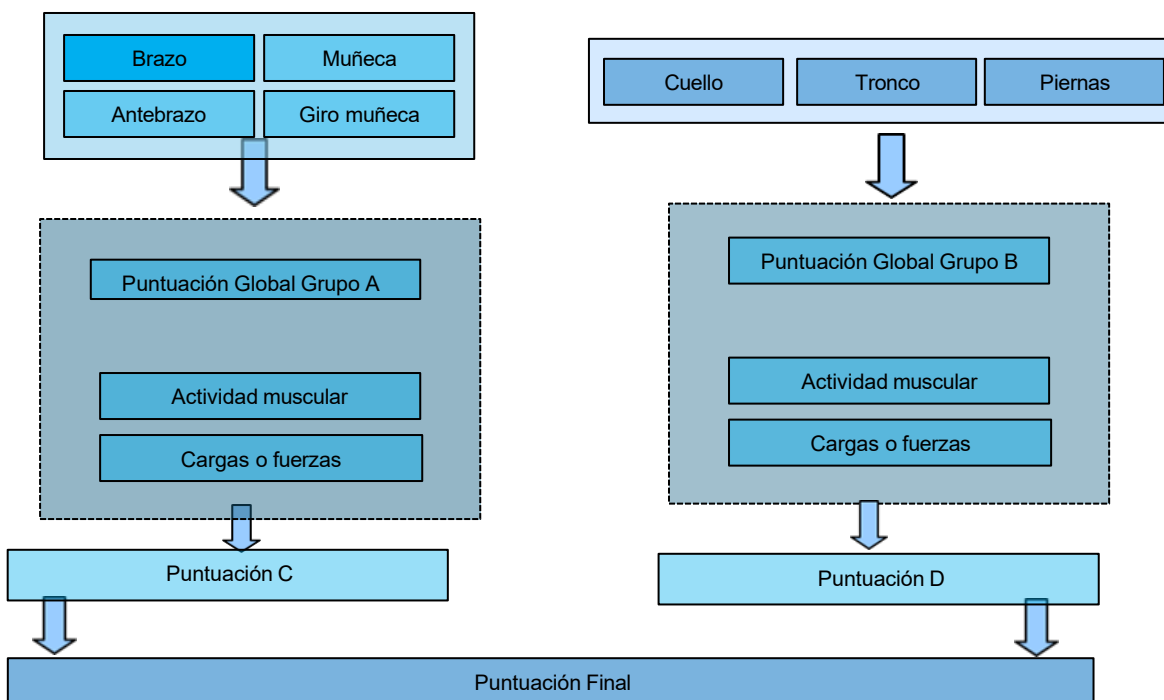 Brazo
Muñeca
Antebrazo
Giro muñeca
Cuello
Tronco
Piernas
Puntuación Global Grupo A
Actividad muscular
Cargas o fuerzas
Puntuación Global Grupo B
Actividad muscular
Cargas o fuerzas
Puntuación C
Puntuación D
Puntuación Final